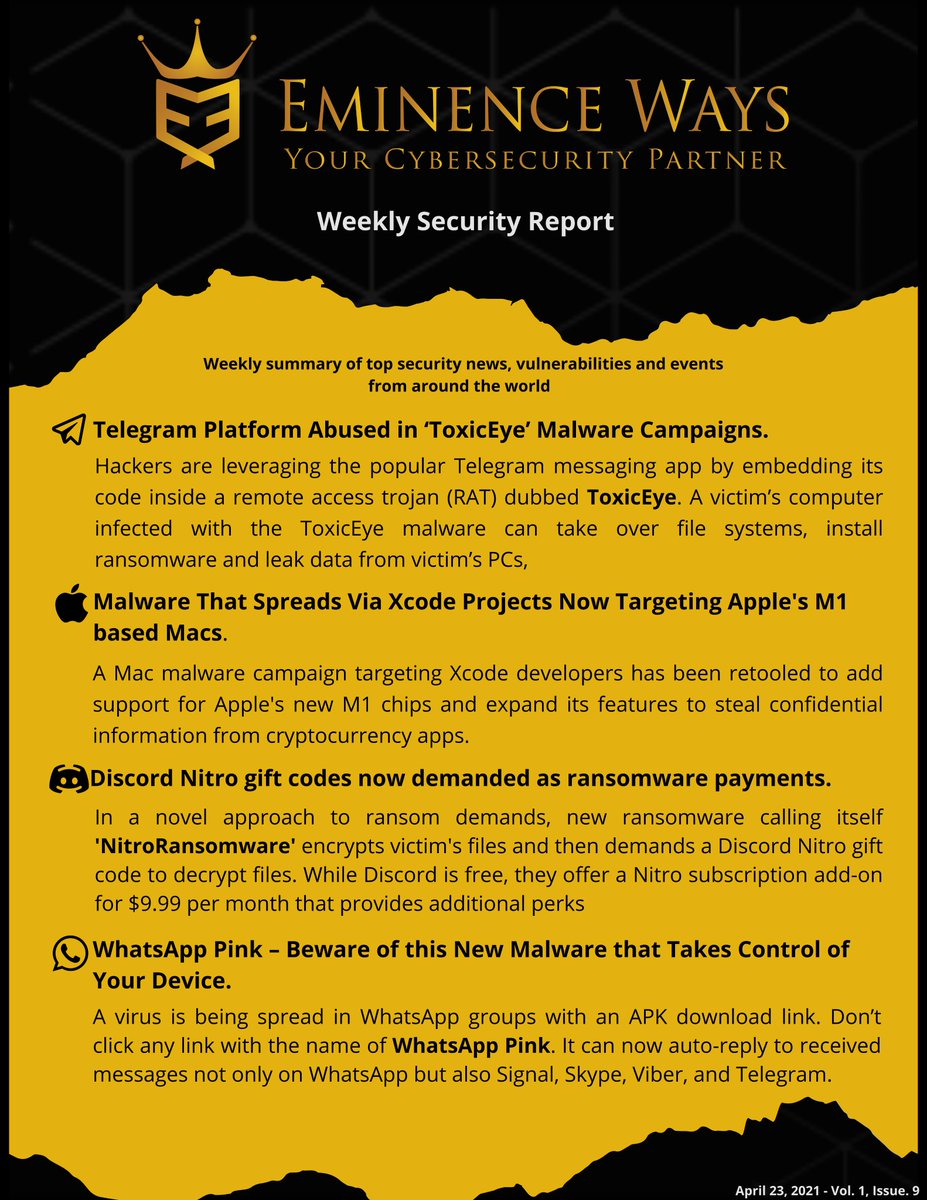 EMINENCE WAYS
YOUR CYBERSECURITY PARTNER
Weekly Security Report
Weekly summary of top security news, vulnerabilities and events
from around the world
Telegram Platform Abused in ‘ToxicEye’ Malware Campaigns.
Hackers are leveraging the popular Telegram messaging app by embedding its
code inside a remote access trojan (RAT) dubbed ToxicEye. A victim’s computer
infected with the ToxicEye malware can take over file systems, install
ransomware and leak data from victim’s PCs,
Malware That Spreads Via Xcode Projects Now Targeting Apple's M1
based Macs.
A Mac malware campaign targeting Xcode developers has been retooled to add
support for Apple's new M1 chips and expand its features to steal confidential
information from cryptocurrency apps.
Discord Nitro gift codes now demanded as ransomware payments.
In a novel approach to ransom demands, new ransomware calling itself
'NitroRansomware' encrypts victim's files and then demands a Discord Nitro gift
code to decrypt files. While Discord is free, they offer a Nitro subscription add-on
for $9.99 per month that provides additional perks
WhatsApp Pink – Beware of this New Malware that Takes Control of
Your Device.
A virus is being spread in WhatsApp groups with an APK download link. Don’t
click any link with the name of WhatsApp Pink. It can now auto-reply to received
messages not only on WhatsApp but also Signal, Skype, Viber, and Telegram.
April 23, 2021 - Vol. 1, Issue. 9